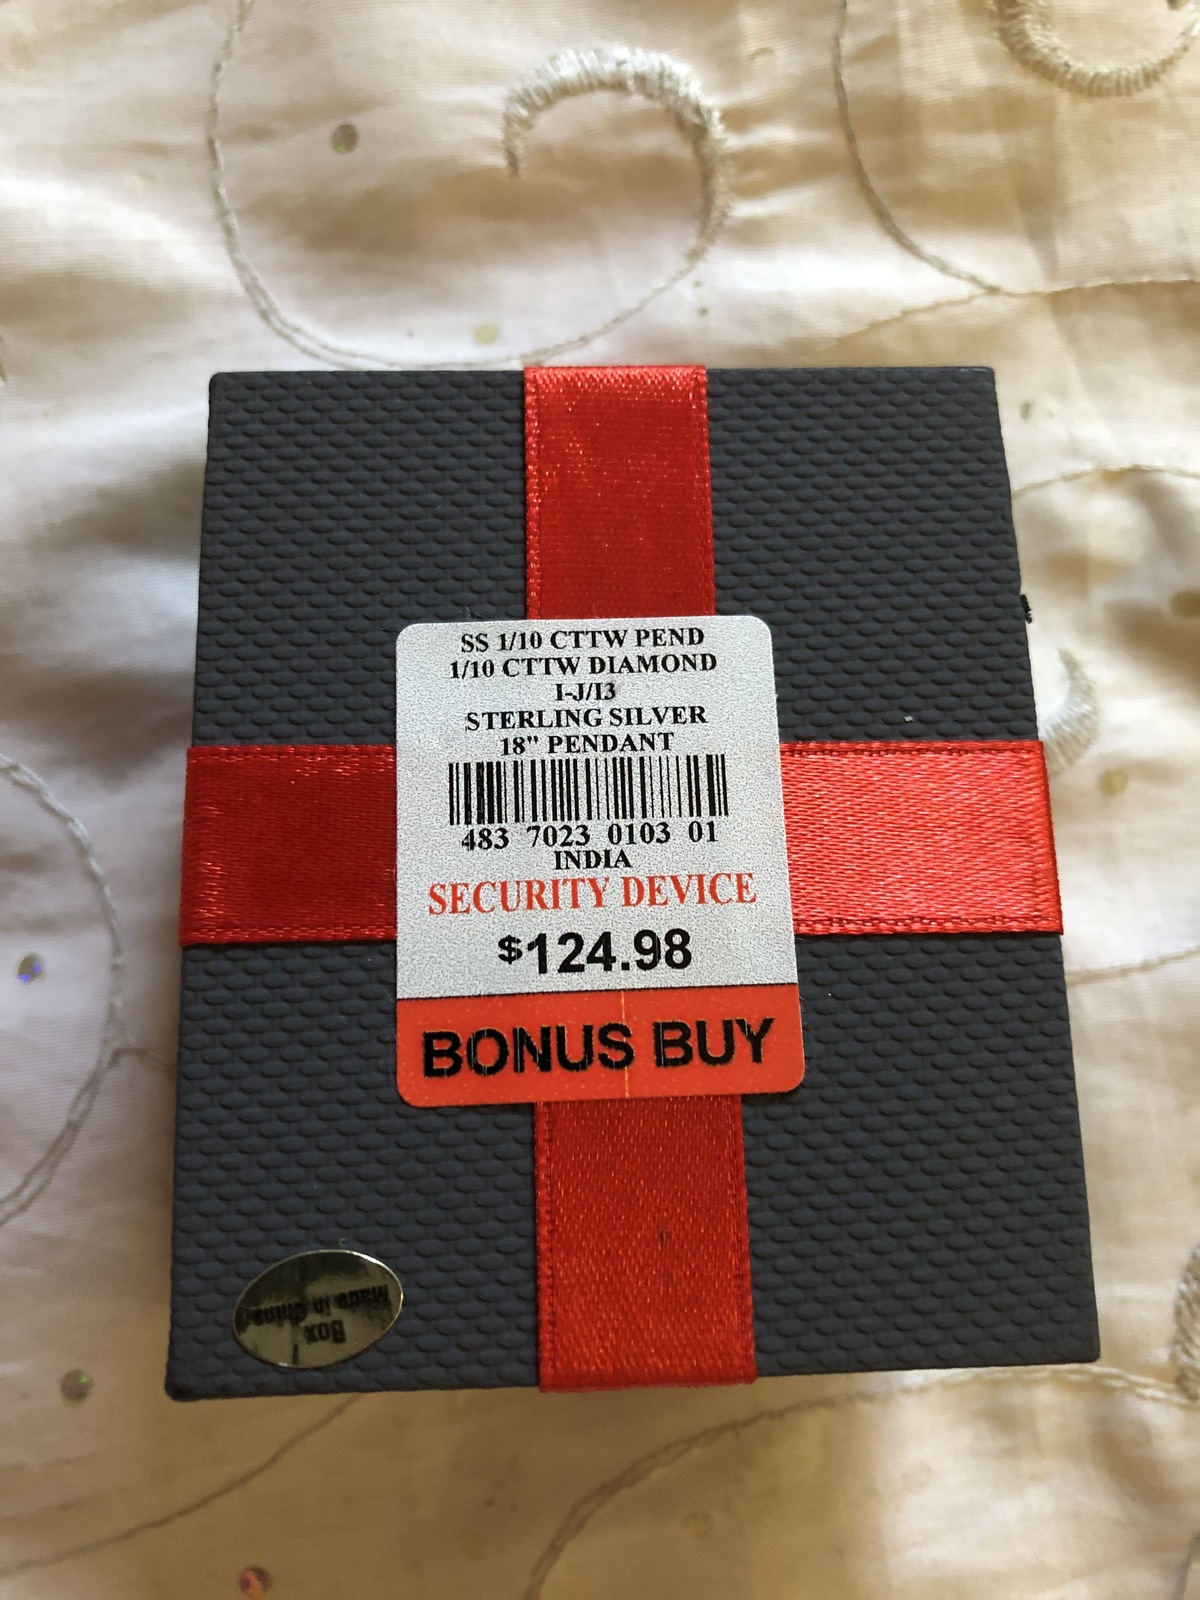 SS 1/10 CTTW PEND
1/10 CTTW DIAMOND
I-J/I3
STERLING SILVER
18" PENDANT
483 7023 0103 01
INDIA
SECURITY DEVICE
$124.98
BONUS BUY
Box
Made in China